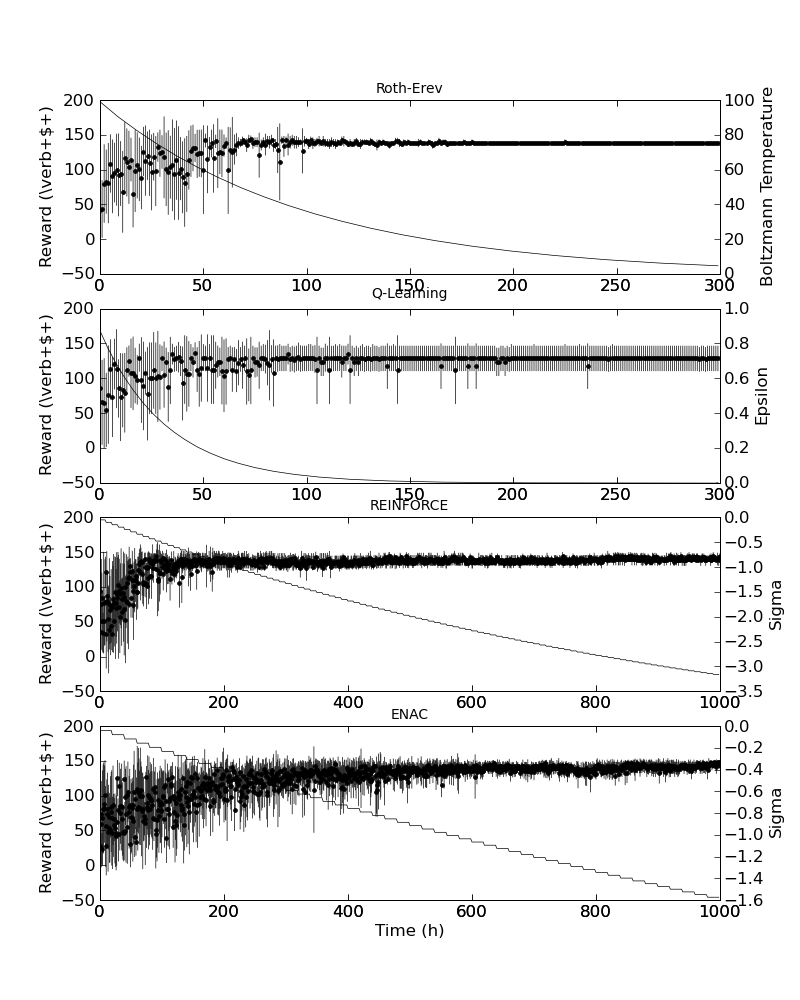 Roth-Erev
200 150 100 50 0 −50
Reward (\verb+$+)
100 80 60 40 20 0
Boltzmann Temperature
0 50 100 150 200 250 300
Q-Learning
200 150 100 50 0 −50
Reward (\verb+$+)
1.0 0.8 0.6 0.4 0.2 0.0
Epsilon
0 50 100 150 200 250 300
REINFORCE
200 150 100 50 0 −50
Reward (\verb+$+)
0.0 −0.5 −1.0 −1.5 −2.0 −2.5 −3.0 −3.5
Sigma
0 200 400 600 800 1000
ENAC
200 150 100 50 0 −50
Reward (\verb+$+)
0.0 −0.2 −0.4 −0.6 −0.8 −1.0 −1.2 −1.4 −1.6
Sigma
0 200 400 600 800 1000
Time (h)